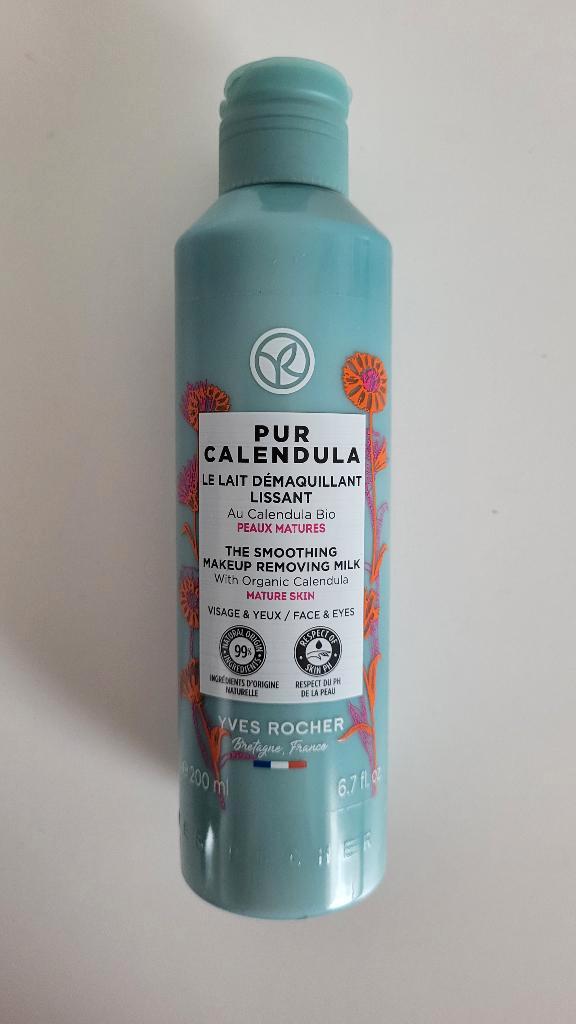 PUR
CALENDULA
LE LAIT DÉMAQUILLANT
LISSANT
Au Calendula Bio
PEAUX MATURES
THE SMOOTHING
MAKEUP REMOVING MILK
With Organic Calendula
MATURE SKIN
VISAGE & YEUX / FACE & EYES
NATURAL ORIGIN
99%
INGREDIENTS
RESPECT OF
SKIN PH
INGRÉDIENTS D'ORIGINE
NATURELLE
RESPECT DU PH
DE LA PEAU
YVES ROCHER
Bretagne, France
℮ 200 ml
6.7 fl. oz